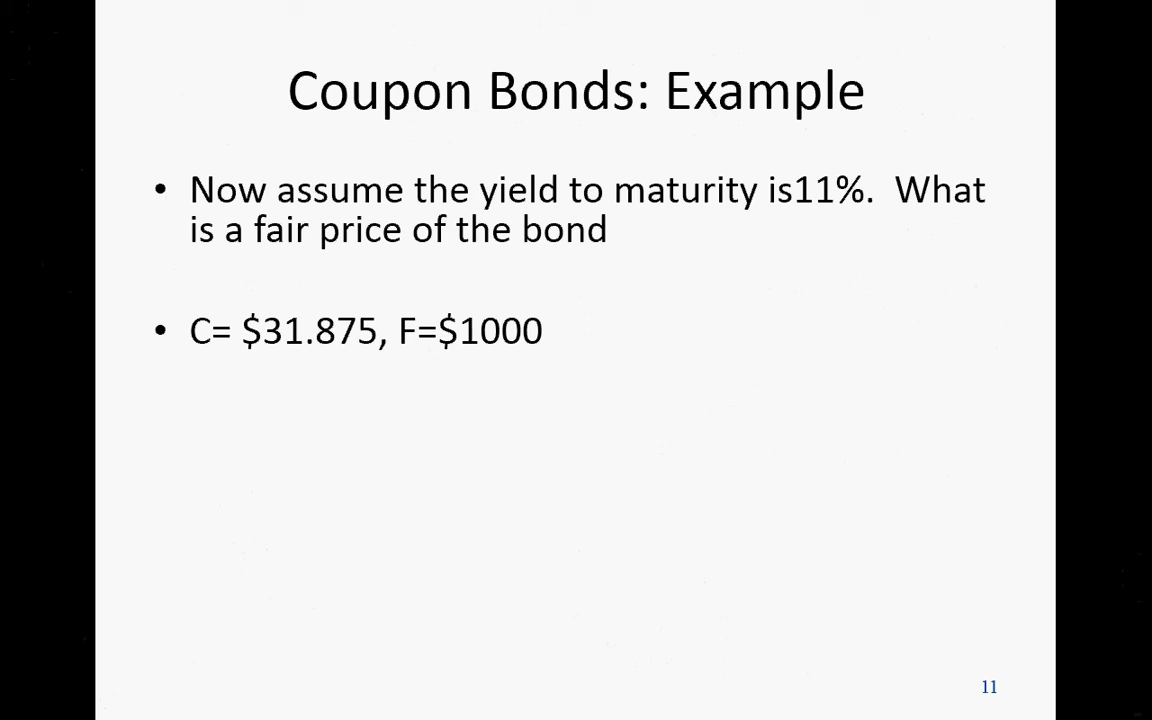 Coupon Bonds: Example
• Now assume the yield to maturity is11%.  What
is a fair price of the bond
• C= $31.875, F=$1000
11